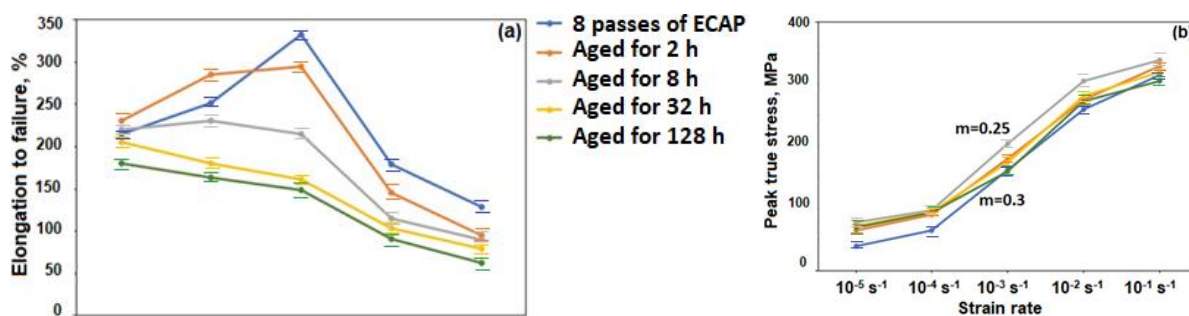 (a)
Elongation to failure, %
350
300
250
200
150
100
50
0
8 passes of ECAP
Aged for 2 h
Aged for 8 h
Aged for 32 h
Aged for 128 h
(b)
Peak true stress, MPa
400
300
200
100
0
m=0.25
m=0.3
10⁻⁵ s⁻¹ 10⁻⁴ s⁻¹ 10⁻³ s⁻¹ 10⁻² s⁻¹ 10⁻¹ s⁻¹
Strain rate